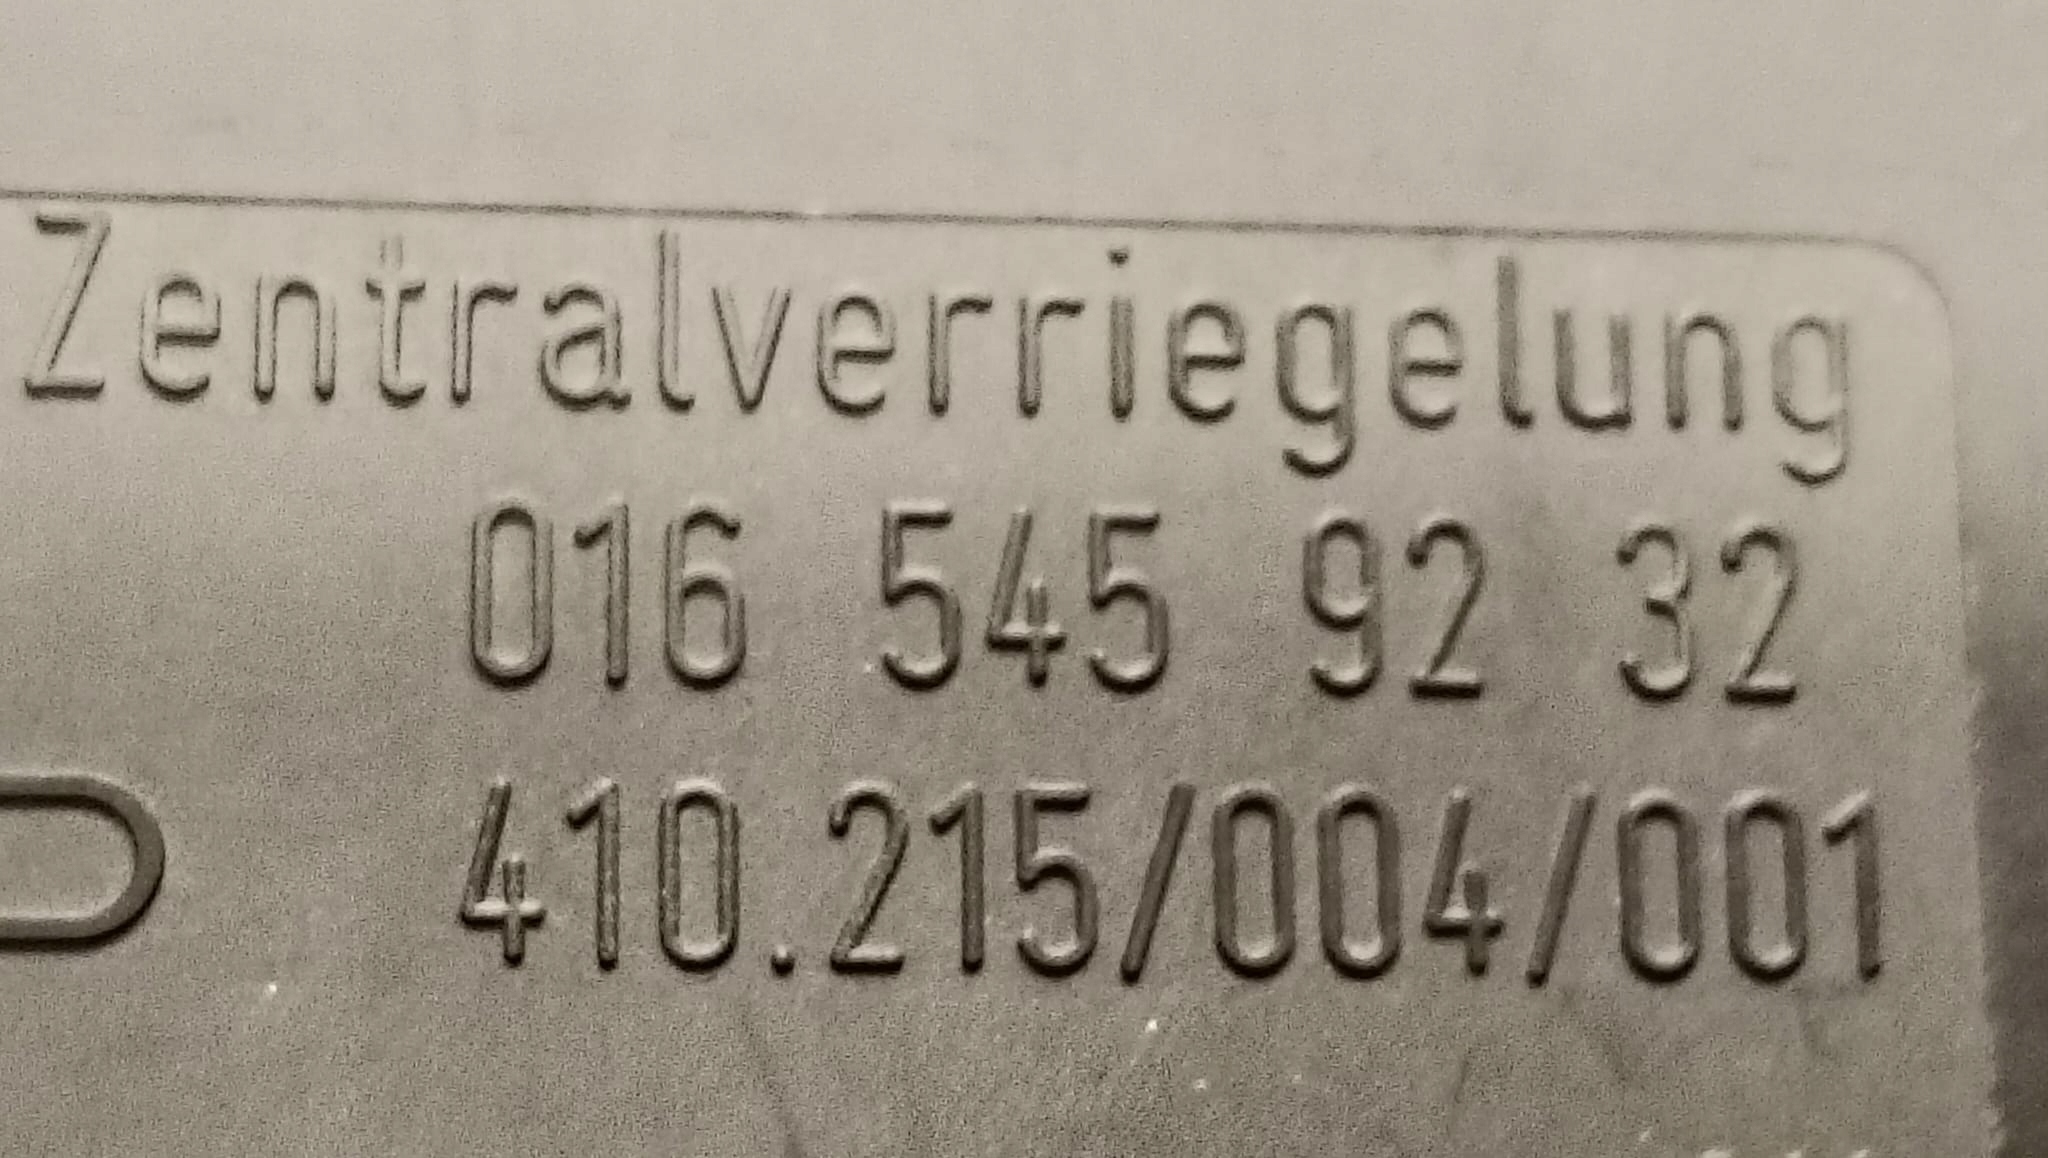 Zentralverriegelung
016 545 92 32
410.215/004/001